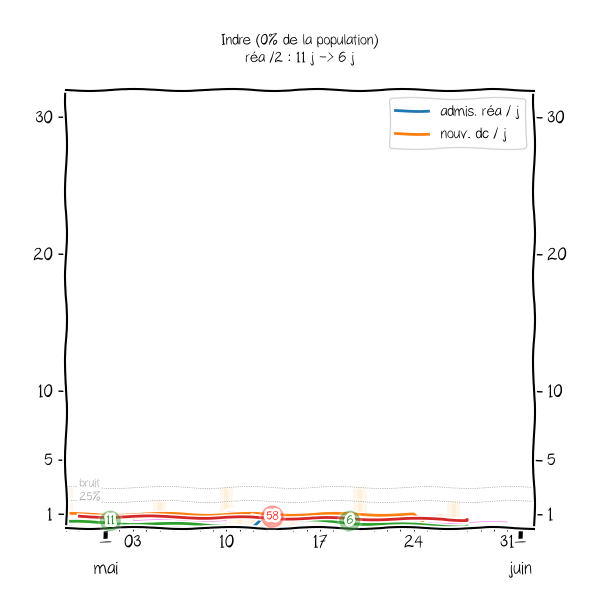 Indre (0% de la population)
réa /2 : 11 j -> 6 j
admis. réa / j
nouv. dc / j
30 30
20 20
10 10
5 5
bruit
25%
1 1
11 58 6
03 10 17 24 31
mai juin